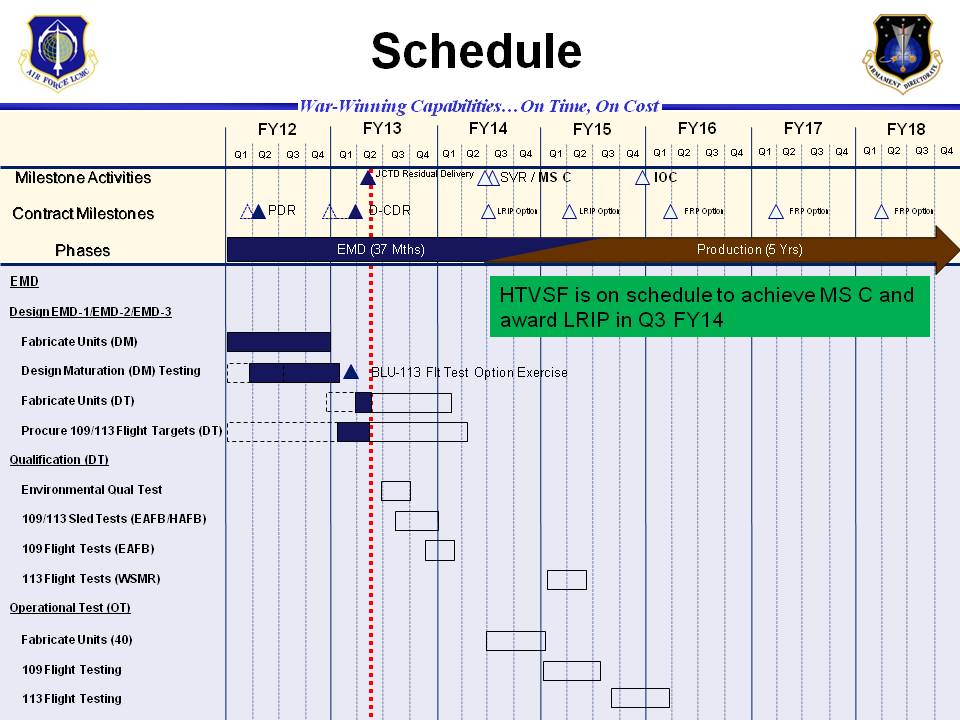 Schedule
AIR FORCE LCMC
ARMAMENT DIRECTORATE
War-Winning Capabilities…On Time, On Cost
FY12 FY13 FY14 FY15 FY16 FY17 FY18
Q1 Q2 Q3 Q4 Q1 Q2 Q3 Q4 Q1 Q2 Q3 Q4 Q1 Q2 Q3 Q4 Q1 Q2 Q3 Q4 Q1 Q2 Q3 Q4 Q1 Q2 Q3 Q4
Milestone Activities JCTD Residual Delivery SVR / MS C IOC
Contract Milestones PDR D-CDR LRIP Option LRIP Option FRP Option FRP Option FRP Option
Phases EMD (37 Mths) Production (5 Yrs)
EMD
HTVSF is on schedule to achieve MS C and
award LRIP in Q3 FY14
Design EMD-1/EMD-2/EMD-3
Fabricate Units (DM)
Design Maturation (DM) Testing BLU-113 Flt Test Option Exercise
Fabricate Units (DT)
Procure 109/113 Flight Targets (DT)
Qualification (DT)
Environmental Qual Test
109/113 Sled Tests (EAFB/HAFB)
109 Flight Tests (EAFB)
113 Flight Tests (WSMR)
Operational Test (OT)
Fabricate Units (40)
109 Flight Testing
113 Flight Testing